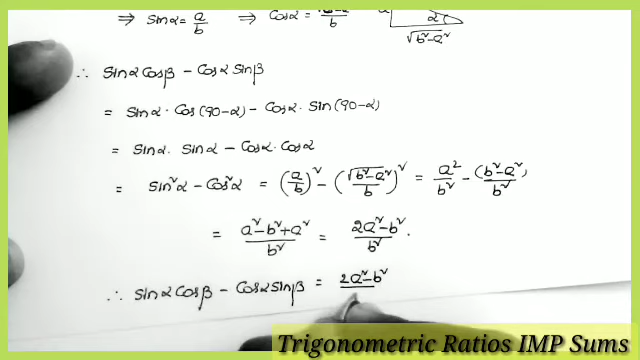 ⇒ Sinα = a/b ⇒ Cosα = √(b²-a²)/b
α
√(b²-a²)
∴ Sinα Cosβ - Cosα Sinβ
= Sinα · Cos(90-α) - Cosα · Sin(90-α)
= Sinα · Sinα - Cosα · Cosα
= Sin²α - Cos²α = (a/b)² - (√(b²-a²)/b)² = a²/b² - (b²-a²)/b²
= (a²-b²+a²)/b² = (2a²-b²)/b² .
∴ Sinα Cosβ - Cosα Sinβ = 2a²-b²
Trigonometric Ratios IMP Sums